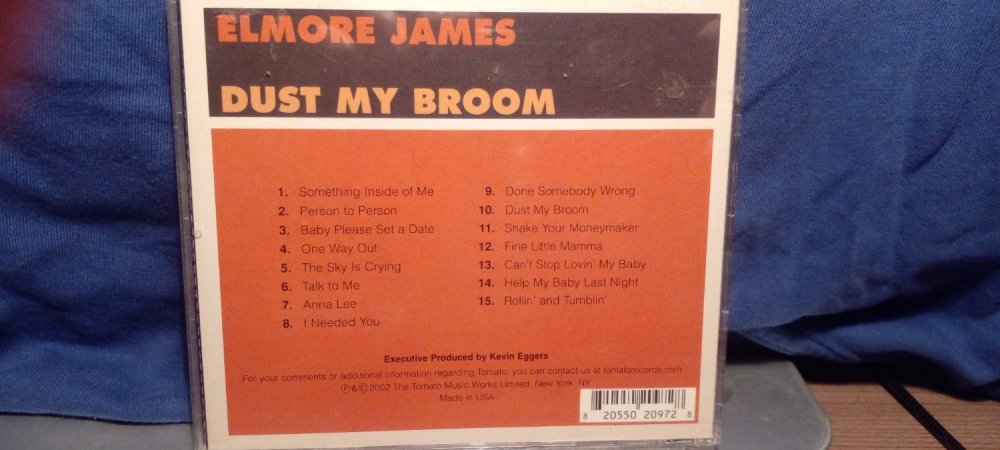 ELMORE JAMES
DUST MY BROOM
1. Something Inside of Me
2. Person to Person
3. Baby Please Set a Date
4. One Way Out
5. The Sky Is Crying
6. Talk to Me
7. Anna Lee
8. I Needed You
9. Done Somebody Wrong
10. Dust My Broom
11. Shake Your Moneymaker
12. Fine Little Mamma
13. Can't Stop Lovin' My Baby
14. Help My Baby Last Night
15. Rollin' and Tumblin'
Executive Produced by Kevin Eggers
For your comments or additional information regarding Tomato, you can contact us at tomatorecords.com
℗&©2002 The Tomato Music Works Limited, New York, NY
Made in USA
8 20550 20972 8